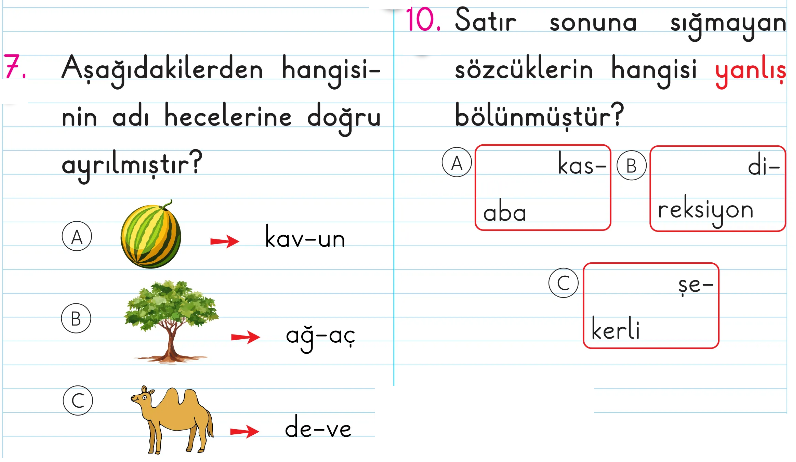 7. Aşağıdakilerden hangisi-
nin adı hecelerine doğru
ayrılmıştır?
A kav-un
B ağ-aç
C de-ve
10. Satır sonuna sığmayan
sözcüklerin hangisi yanlış
bölünmüştür?
A kas-
aba
B di-
reksiyon
C şe-
kerli